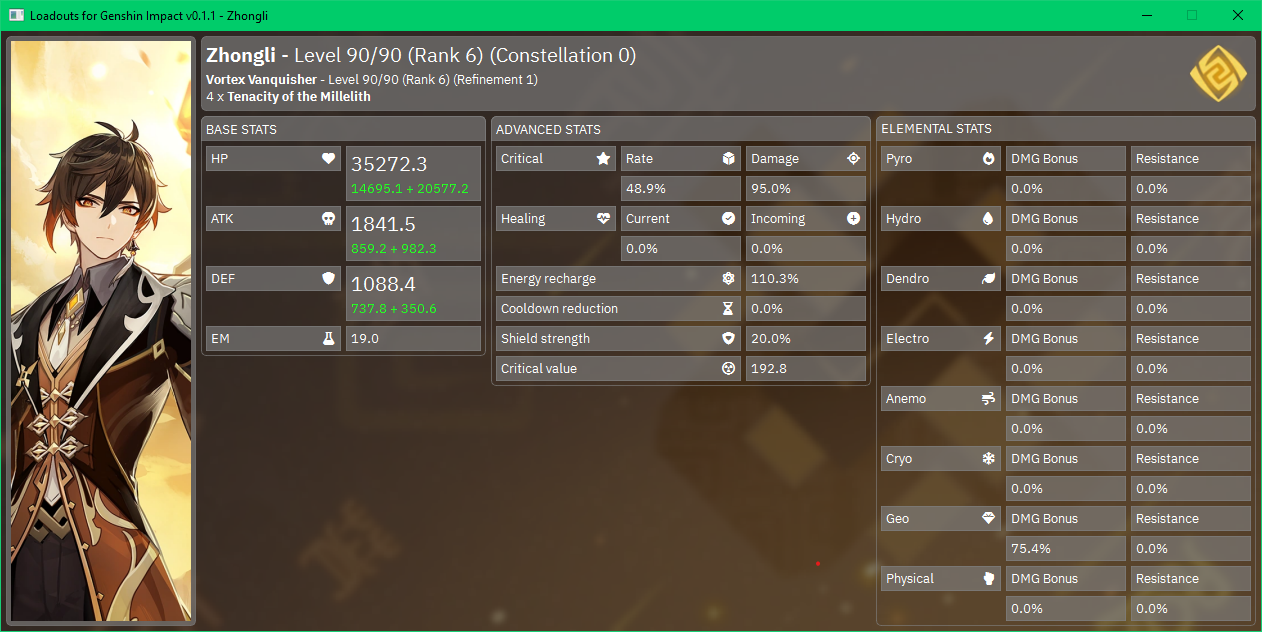 Loadouts for Genshin Impact v0.1.1 - Zhongli
Zhongli - Level 90/90 (Rank 6) (Constellation 0)
Vortex Vanquisher - Level 90/90 (Rank 6) (Refinement 1)
4 x Tenacity of the Millelith
BASE STATS
HP
35272.3
14695.1 + 20577.2
ATK
1841.5
859.2 + 982.3
DEF
1088.4
737.8 + 350.6
EM 19.0
ADVANCED STATS
Critical Rate Damage
48.9% 95.0%
Healing Current Incoming
0.0% 0.0%
Energy recharge 110.3%
Cooldown reduction 0.0%
Shield strength 20.0%
Critical value 192.8
ELEMENTAL STATS
Pyro DMG Bonus Resistance
0.0% 0.0%
Hydro DMG Bonus Resistance
0.0% 0.0%
Dendro DMG Bonus Resistance
0.0% 0.0%
Electro DMG Bonus Resistance
0.0% 0.0%
Anemo DMG Bonus Resistance
0.0% 0.0%
Cryo DMG Bonus Resistance
0.0% 0.0%
Geo DMG Bonus Resistance
75.4% 0.0%
Physical DMG Bonus Resistance
0.0% 0.0%